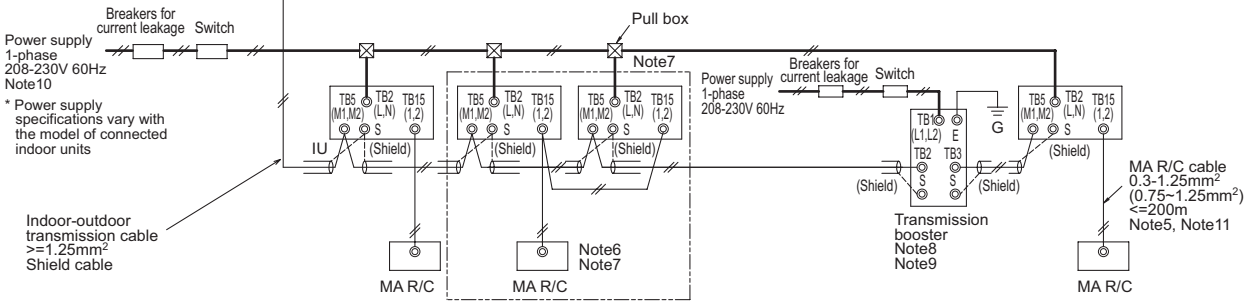 Breakers for
current leakage
Switch
Pull box
Power supply
1-phase
208-230V 60Hz
Note10
* Power supply
specifications vary with
the model of connected
indoor units
Note7
Power supply
1-phase
208-230V 60Hz
Breakers for
current leakage
Switch
TB5
(M1,M2)
TB2
(L,N)
TB15
(1,2)
S
TB5
(M1,M2)
TB2
(L,N)
TB15
(1,2)
S
TB5
(M1,M2)
TB2
(L,N)
TB15
(1,2)
S
TB1
(L1,L2)
E
G
TB5
(M1,M2)
TB2
(L,N)
TB15
(1,2)
S
IU
(Shield)
(Shield)
(Shield)
TB2
TB3
S
S
(Shield)
(Shield)
(Shield)
MA R/C cable
0.3-1.25mm²
(0.75~1.25mm²)
<=200m
Note5, Note11
Indoor-outdoor
transmission cable
>=1.25mm²
Shield cable
Transmission
booster
Note8
Note9
Note6
Note7
MA R/C
MA R/C
MA R/C